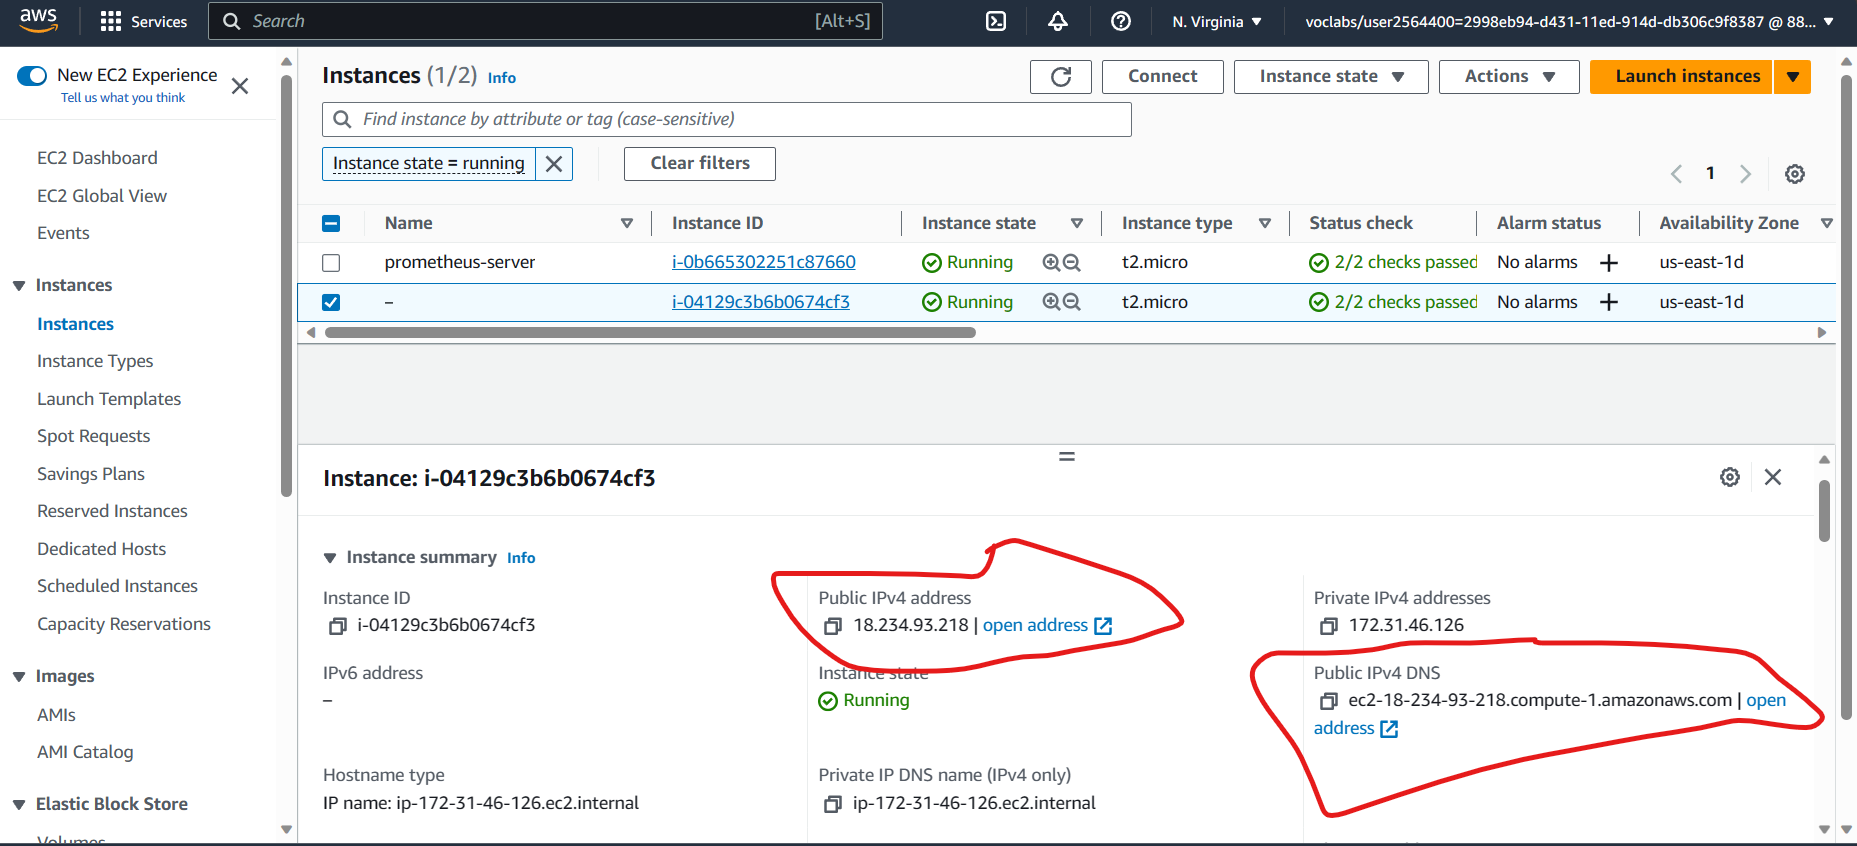 aws
Services
Search
[Alt+S]
N. Virginia
voclabs/user2564400=2998eb94-d431-11ed-914d-db306c9f8387 @ 88...
New EC2 Experience
Tell us what you think
EC2 Dashboard
EC2 Global View
Events
Instances
Instances
Instance Types
Launch Templates
Spot Requests
Savings Plans
Reserved Instances
Dedicated Hosts
Scheduled Instances
Capacity Reservations
Images
AMIs
AMI Catalog
Elastic Block Store
Volumes
Instances (1/2) Info
Connect
Instance state
Actions
Launch instances
Find instance by attribute or tag (case-sensitive)
Instance state = running
Clear filters
1
Name Instance ID Instance state Instance type Status check Alarm status Availability Zone
prometheus-server i-0b665302251c87660 Running t2.micro 2/2 checks passed No alarms + us-east-1d
– i-04129c3b6b0674cf3 Running t2.micro 2/2 checks passed No alarms + us-east-1d
Instance: i-04129c3b6b0674cf3
Instance summary Info
Instance ID
i-04129c3b6b0674cf3
Public IPv4 address
18.234.93.218 | open address
Private IPv4 addresses
172.31.46.126
IPv6 address
–
Instance state
Running
Public IPv4 DNS
ec2-18-234-93-218.compute-1.amazonaws.com | open
address
Hostname type
IP name: ip-172-31-46-126.ec2.internal
Private IP DNS name (IPv4 only)
ip-172-31-46-126.ec2.internal